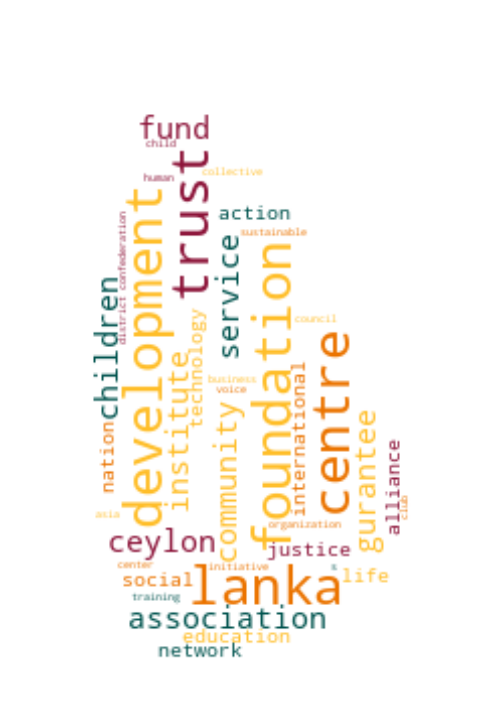 fund
child
trust
human
collective
development
action
district confederation
sustainable
service
foundation
children
technology
council
centre
institute
business
voice
international
community
gurantee
nation
alliance
club
asia
organization
ceylon
justice
center
initiative
s
social
lanka
life
training
association
education
network